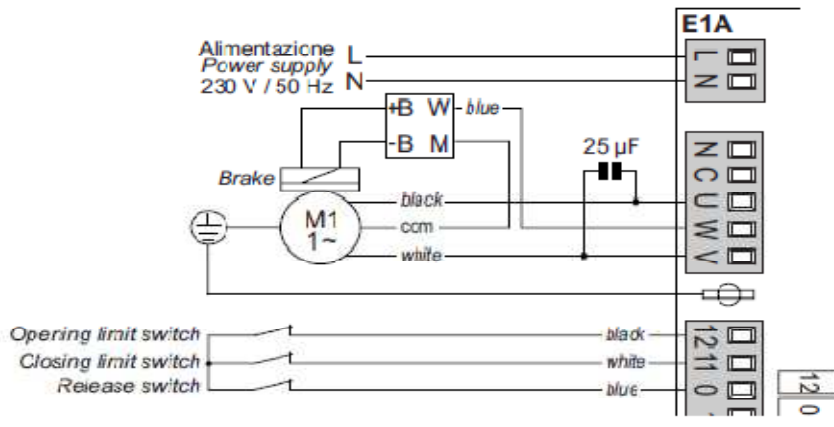 E1A
Alimentazione L
Power supply
230 V / 50 Hz N
L
N
+B W blue
-B M
25 µF
Brake
black
M1
1~
com
white
N
C
U
W
V
Opening limit switch black 12
Closing limit switch white 11
Release switch blue 0
12
0